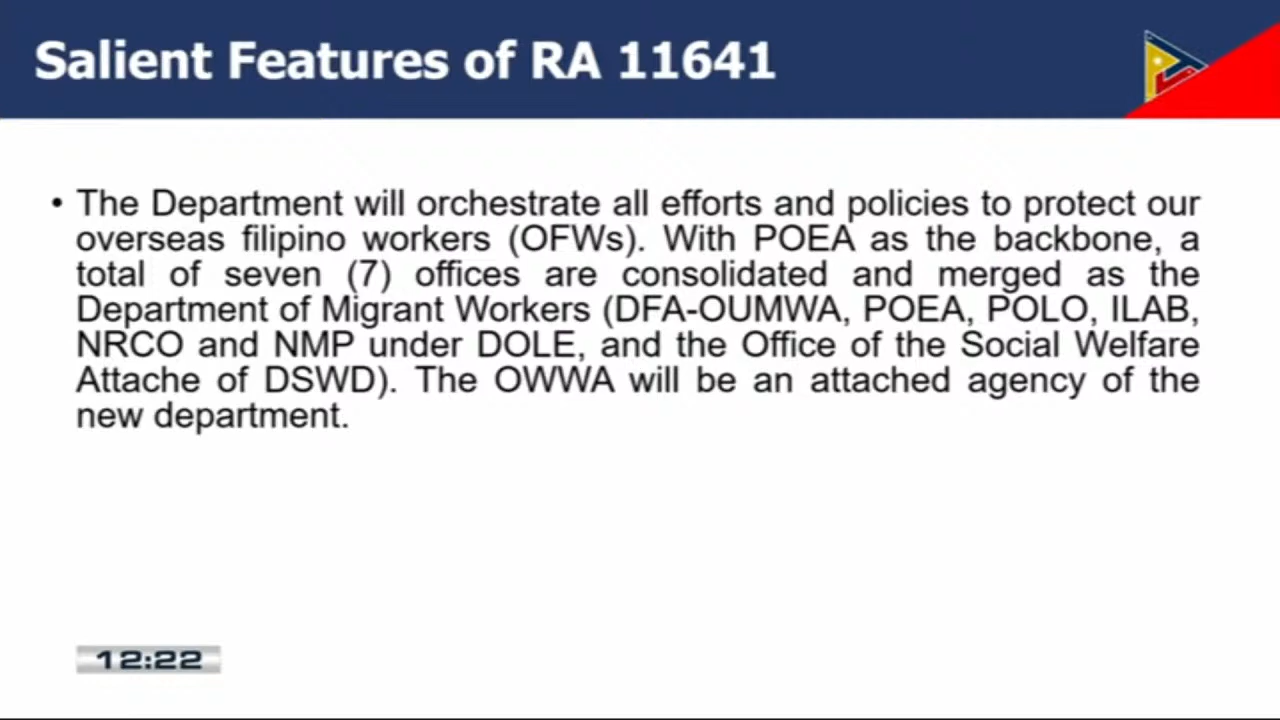 Salient Features of RA 11641
• The Department will orchestrate all efforts and policies to protect our
overseas filipino workers (OFWs). With POEA as the backbone, a
total of seven (7) offices are consolidated and merged as the
Department of Migrant Workers (DFA-OUMWA, POEA, POLO, ILAB,
NRCO and NMP under DOLE, and the Office of the Social Welfare
Attache of DSWD). The OWWA will be an attached agency of the
new department.
12:22